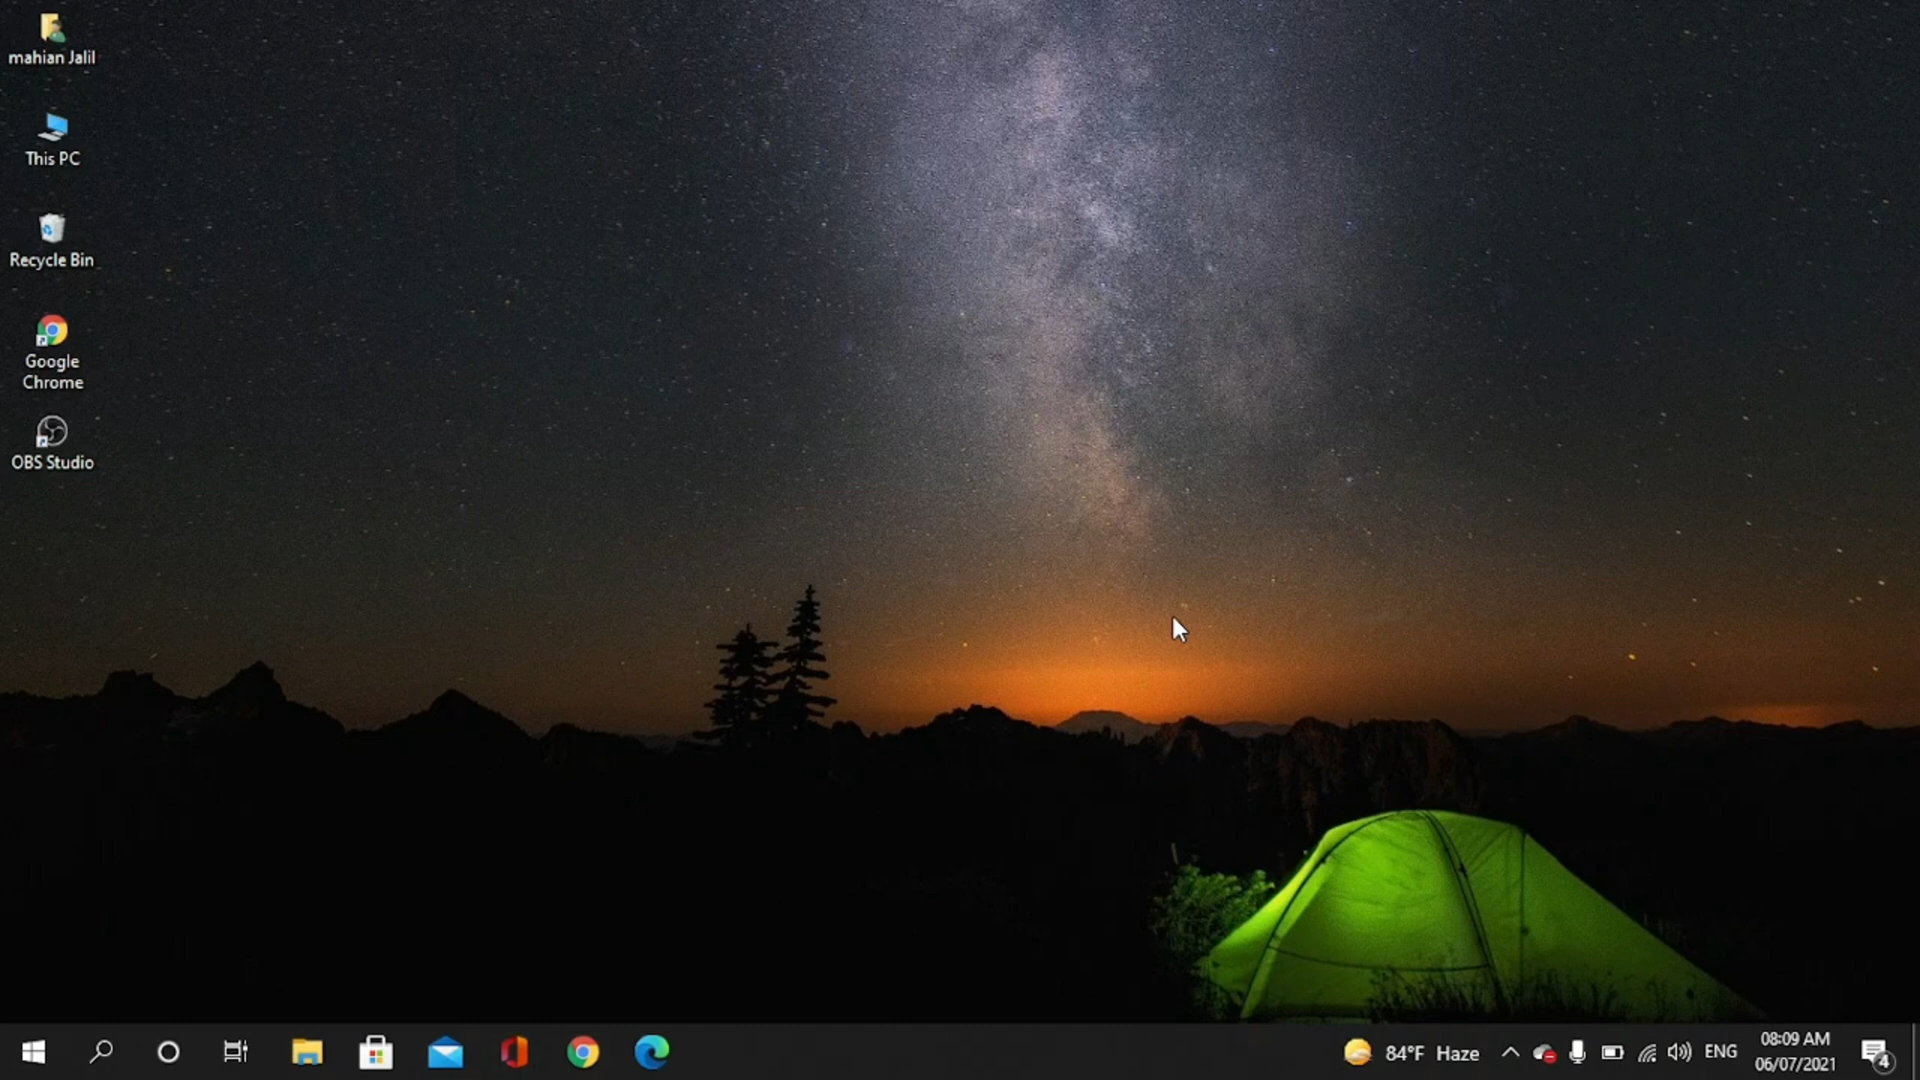 mahian Jalil
This PC
Recycle Bin
Google
Chrome
OBS Studio
84°F Haze
ENG
08:09 AM
06/07/2021
4